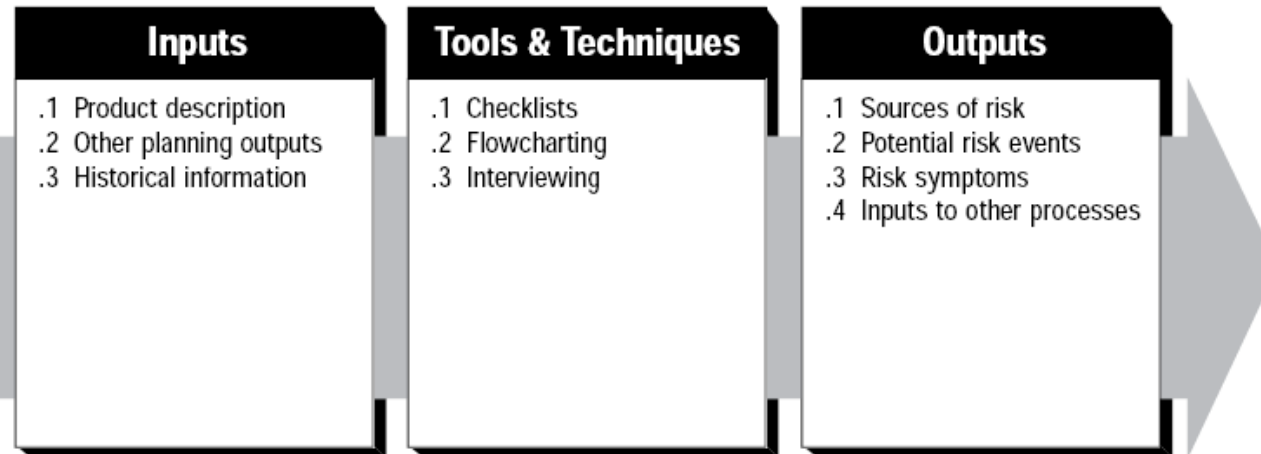 Inputs
.1 Product description
.2 Other planning outputs
.3 Historical information
Tools & Techniques
.1 Checklists
.2 Flowcharting
.3 Interviewing
Outputs
.1 Sources of risk
.2 Potential risk events
.3 Risk symptoms
.4 Inputs to other processes